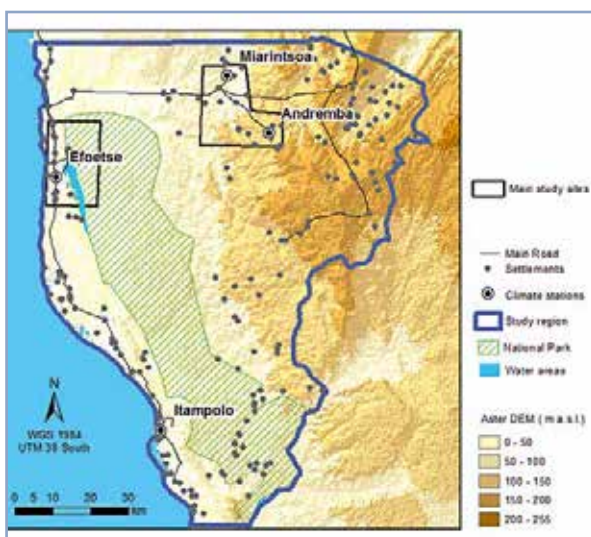 Miarintsoa
Andremba
Efoetse
Itampolo
N
WGS 1984
UTM 38 South
0 5 10 20 30
km
Main study sites
Main Road
Settlements
Climate stations
Study region
National Park
Water areas
Aster DEM ( m a.s.l.)
0 - 50
50 - 100
100 - 150
150 - 200
200 - 255